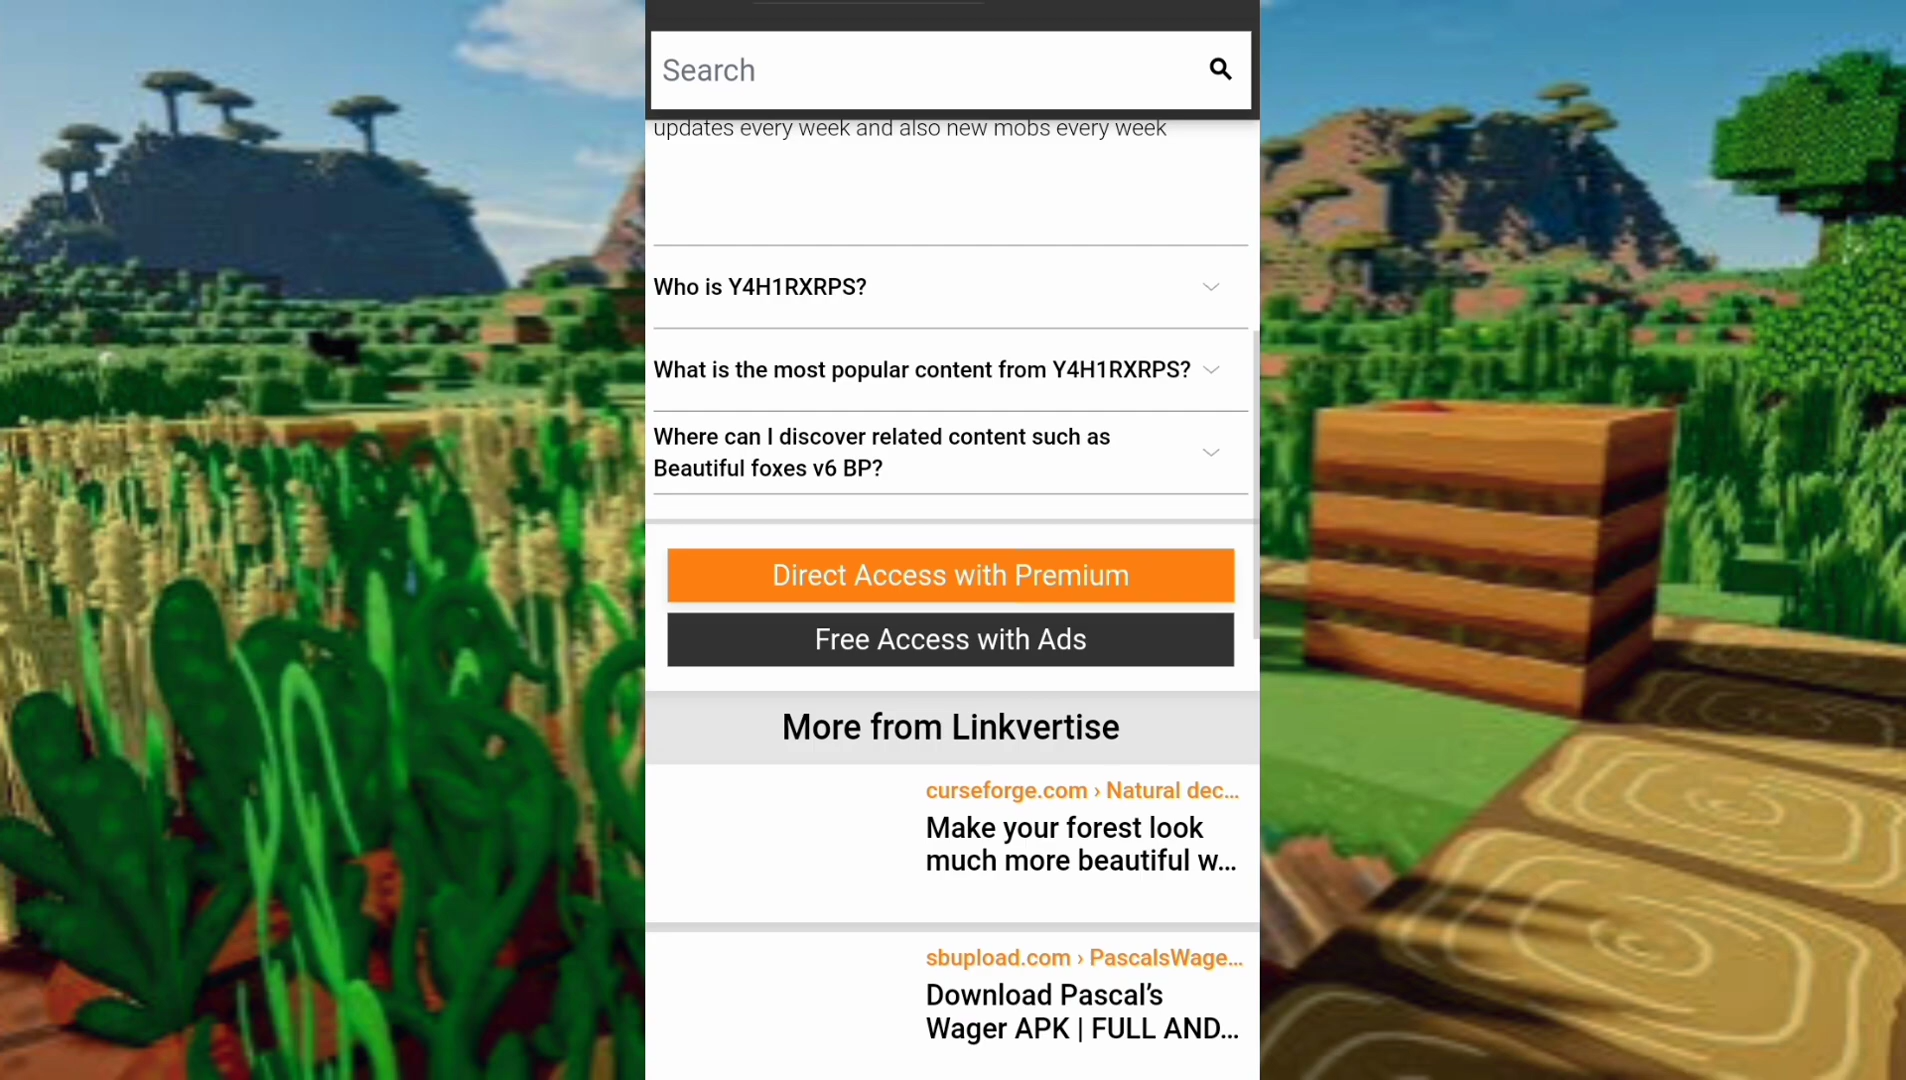 Search
updates every week and also new mobs every week
Who is Y4H1RXRPS?
What is the most popular content from Y4H1RXRPS?
Where can I discover related content such as
Beautiful foxes v6 BP?
Direct Access with Premium
Free Access with Ads
More from Linkvertise
curseforge.com › Natural dec...
Make your forest look
much more beautiful w...
sbupload.com › PascalsWage...
Download Pascal’s
Wager APK | FULL AND...